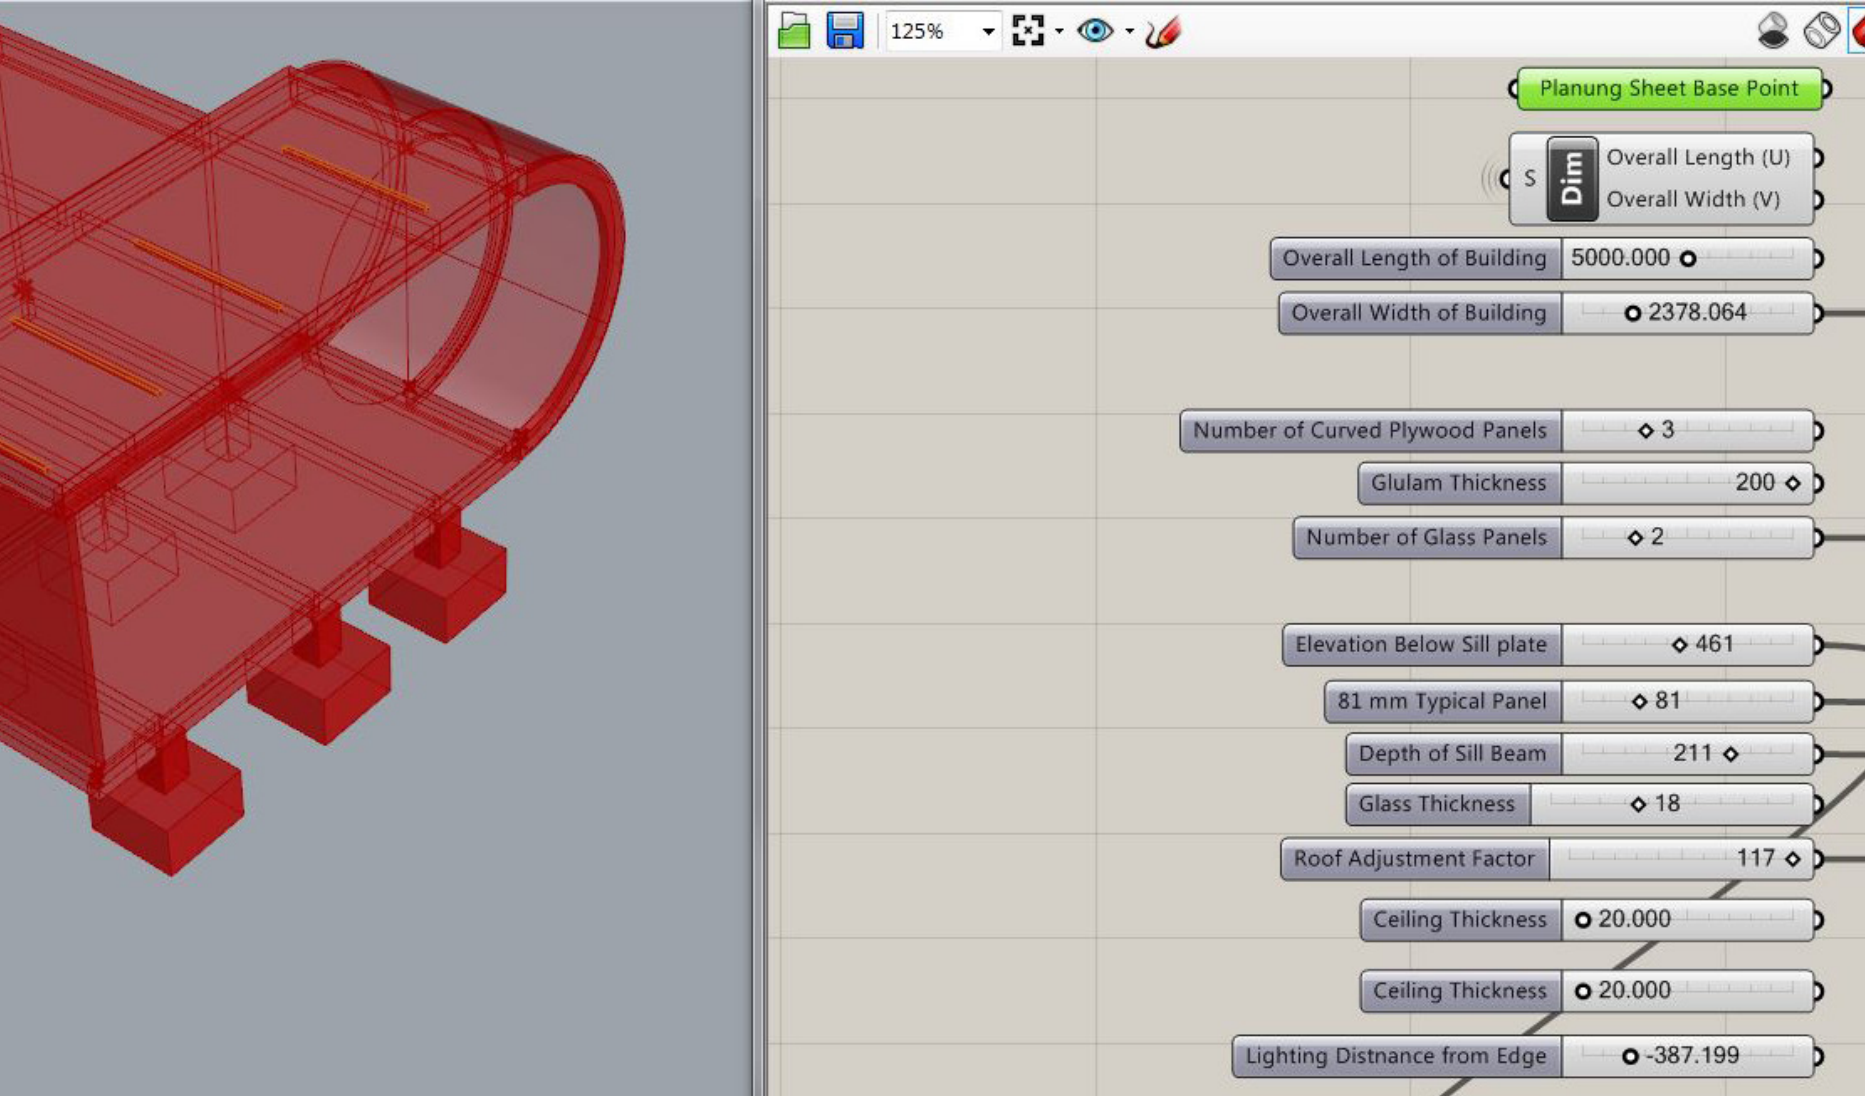 125%
Planung Sheet Base Point
S
Dim
Overall Length (U)
Overall Width (V)
Overall Length of Building 5000.000
Overall Width of Building 2378.064
Number of Curved Plywood Panels 3
Glulam Thickness 200
Number of Glass Panels 2
Elevation Below Sill plate 461
81 mm Typical Panel 81
Depth of Sill Beam 211
Glass Thickness 18
Roof Adjustment Factor 117
Ceiling Thickness 20.000
Ceiling Thickness 20.000
Lighting Distnance from Edge -387.199